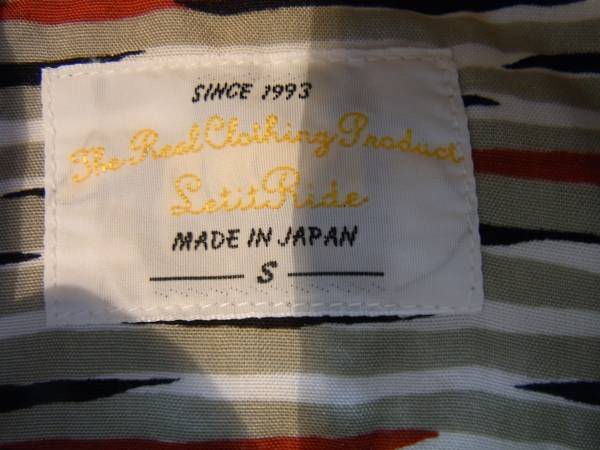 SINCE 1993
The Real Clothing Product
LetitRide
MADE IN JAPAN
S